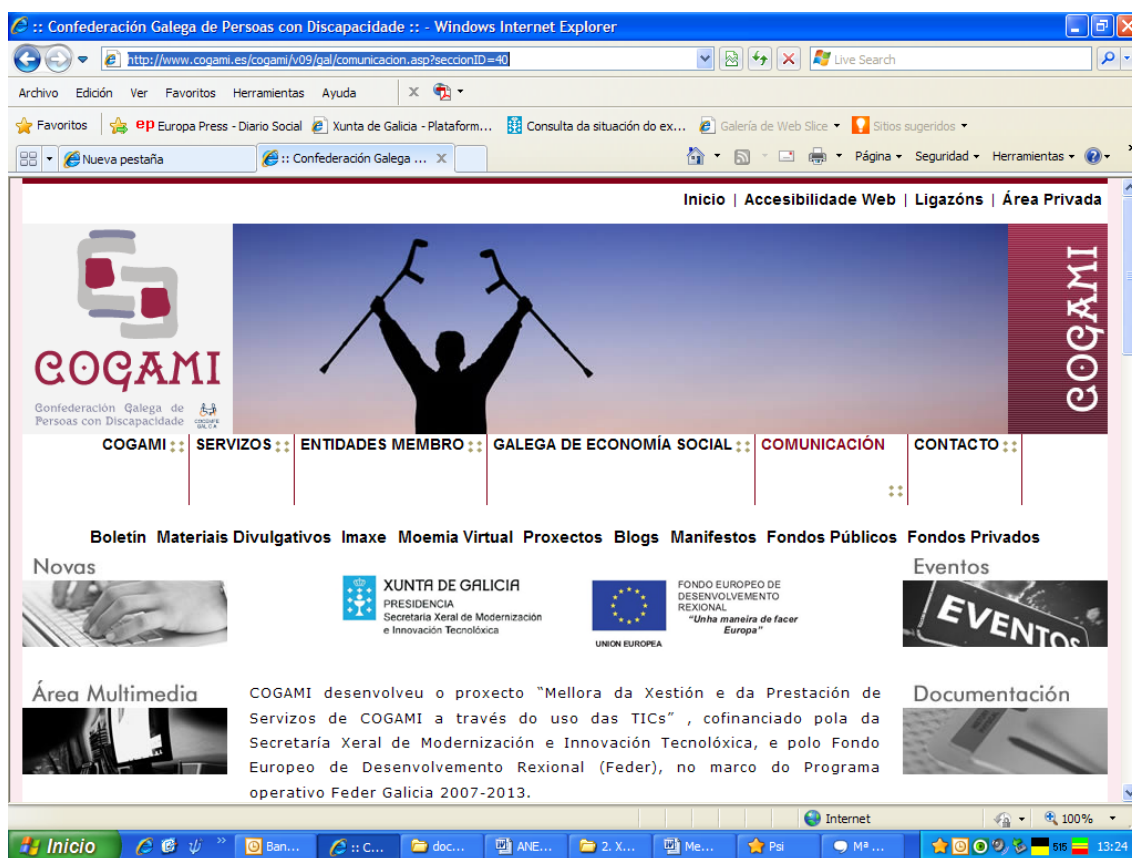 :: Confederación Galega de Persoas con Discapacidade :: - Windows Internet Explorer
http://www.cogami.es/cogami/v09/gal/comunicacion.asp?seccionID=40
Live Search
Archivo Edición Ver Favoritos Herramientas Ayuda X
Favoritos ep Europa Press - Diario Social Xunta de Galicia - Plataform... Consulta da situación do ex... Galería de Web Slice Sitios sugeridos
Nueva pestaña :: Confederación Galega ... X Página Seguridad Herramientas
Inicio | Accesibilidade Web | Ligazóns | Área Privada
COGAMI
COGAMI
Confederación Galega de
Persoas con Discapacidade
COGAMI :: SERVIZOS :: ENTIDADES MEMBRO :: GALEGA DE ECONOMÍA SOCIAL :: COMUNICACIÓN :: CONTACTO ::
Boletín Materiais Divulgativos Imaxe Moemia Virtual Proxectos Blogs Manifestos Fondos Públicos Fondos Privados
Novas
XUNTA DE GALICIA
PRESIDENCIA
Secretaría Xeral de Modernización
e Innovación Tecnolóxica
UNION EUROPEA
FONDO EUROPEO DE
DESENVOLVEMENTO
REXIONAL
"Unha maneira de facer
Europa"
Eventos
EVENTOS
Área Multimedia
COGAMI desenvolveu o proxecto "Mellora da Xestión e da Prestación de
Servizos de COGAMI a través do uso das TICs" , cofinanciado pola da
Secretaría Xeral de Modernización e Innovación Tecnolóxica, e polo Fondo
Europeo de Desenvolvemento Rexional (Feder), no marco do Programa
operativo Feder Galicia 2007-2013.
Documentación
Internet 100%
Inicio Ban... :: C... doc... ANE... 2. X... Me... Psi Mª ... 515 13:24